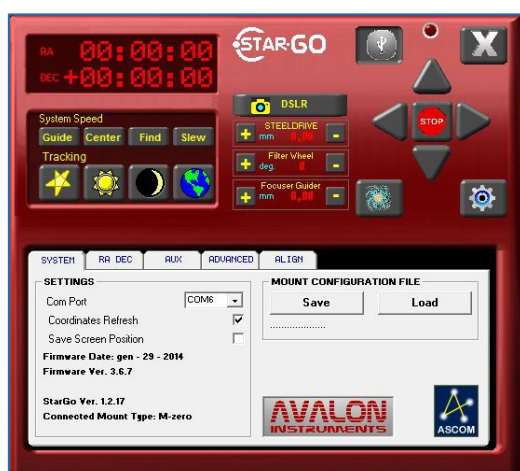 RA 00:00:00
DEC +00:00:00
STAR·GO
X
DSLR
System Speed
Guide Center Find Slew
Tracking
+ STEELDRIVE mm 0,00 -
+ Filter Wheel deg. 0 -
+ Focuser Guider mm 0,00 -
STOP
SYSTEM RA DEC AUX ADVANCED ALIGN
SETTINGS
Com Port COM6
Coordinates Refresh
Save Screen Position
Firmware Date: gen - 29 - 2014
Firmware Ver. 3.6.7
StarGo Ver. 1.2.17
Connected Mount Type: M-zero
MOUNT CONFIGURATION FILE
Save Load
....................
AVALON
INSTRUMENTS
ASCOM